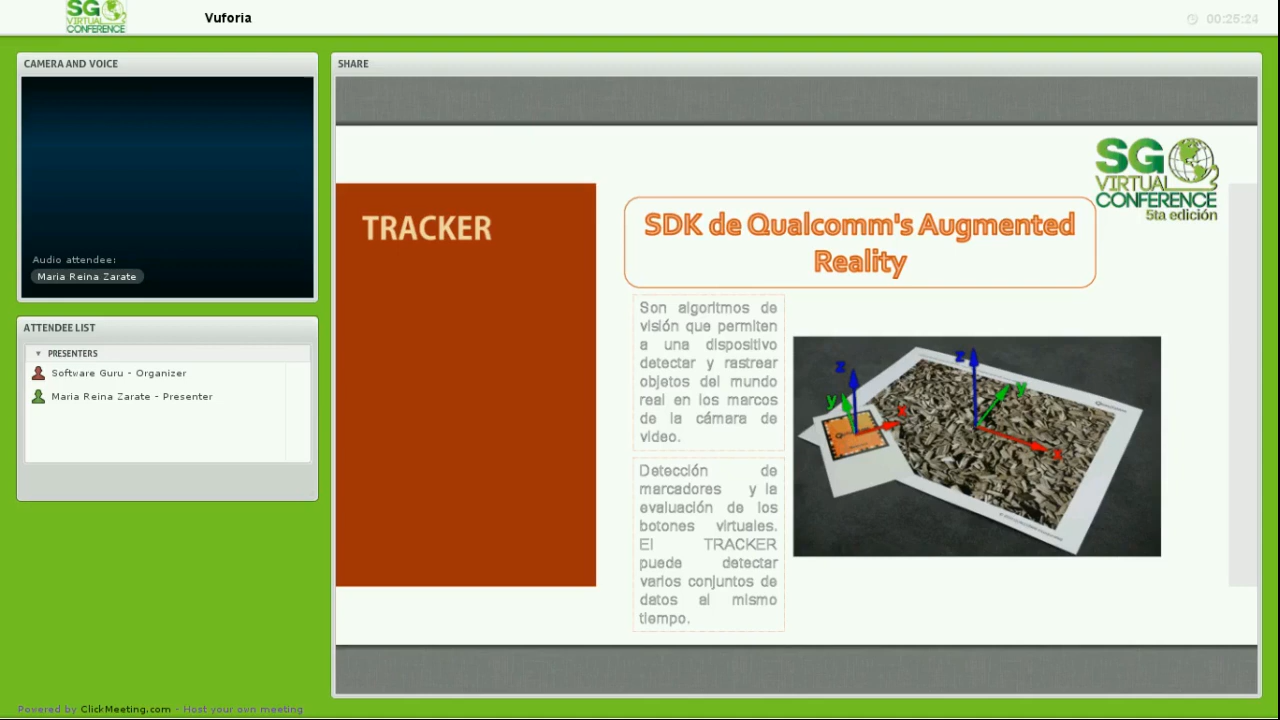 SG
VIRTUAL
CONFERENCE
Vuforia
00:25:24
CAMERA AND VOICE
Audio attendee:
Maria Reina Zarate
ATTENDEE LIST
PRESENTERS
Software Guru - Organizer
Maria Reina Zarate - Presenter
SHARE
SG
VIRTUAL
CONFERENCE
5ta edición
TRACKER
SDK de Qualcomm's Augmented
Reality
Son algoritmos de
visión que permiten
a una dispositivo
detectar y rastrear
objetos del mundo
real en los marcos
de la cámara de
video.
Detección de
marcadores y la
evaluación de los
botones virtuales.
El TRACKER
puede detectar
varios conjuntos de
datos al mismo
tiempo.
z
y
x
z
y
x
Powered by ClickMeeting.com - Host your own meeting